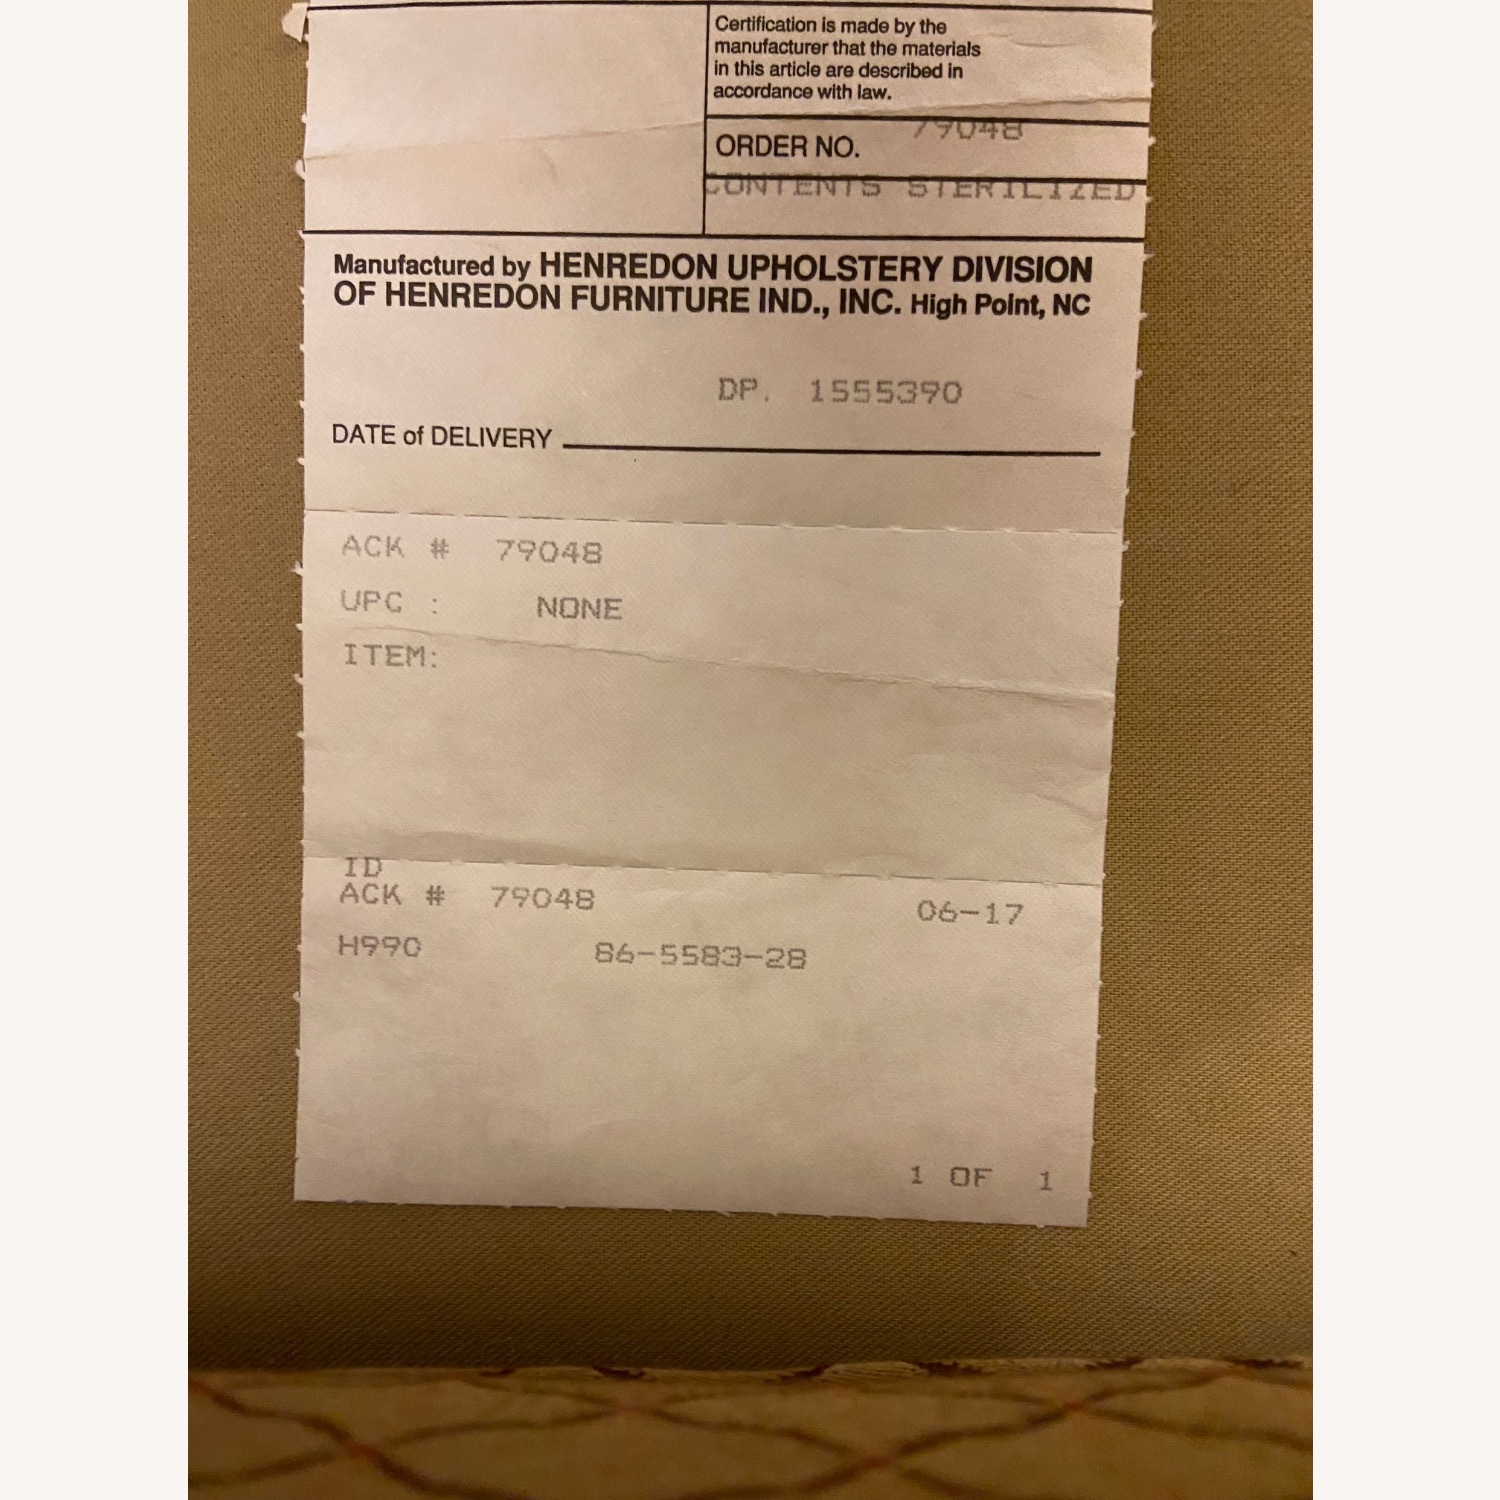 Certification is made by the
manufacturer that the materials
in this article are described in
accordance with law.
ORDER NO. 79048
CONTENTS STERILIZED
Manufactured by HENREDON UPHOLSTERY DIVISION
OF HENREDON FURNITURE IND., INC. High Point, NC
DP. 1555390
DATE of DELIVERY
ACK # 79048
UPC : NONE
ITEM:
ID
ACK # 79048 06-17
H990 86-5583-28
1 OF 1